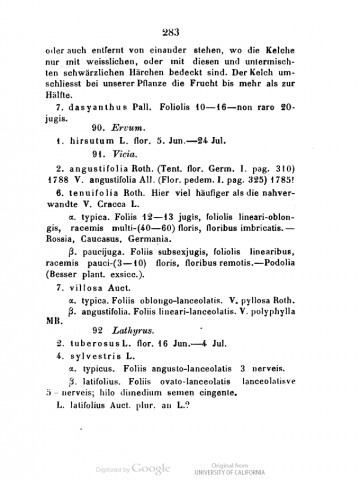 283
oder auch entfernt von einander stehen, wo die Kelche
nur mit weisslichen, oder mit diesen und untermisch-
ten schwärzlichen Härchen bedeckt sind. Der Kelch um-
schliesst bei unserer Pflanze die Frucht bis mehr als zur
Hälfte.
7. dasyanthus Pall. Foliolis 10—16—non raro 20-
jugis.
90. Ervum.
1. hirsutum L. flor. 5. Jun.—24 Jul.
91. Vicia.
2. angustifolia Roth. (Tent. flor. Germ. I. pag. 310)
1788 V. angustifolia All. (Flor. pedem. I. pag. 325) 1785!
6. tenuifolia Roth. Hier viel häufiger als die nahver-
wandte V. Cracca L.
α. typica. Foliis 12—13 jugis, foliolis lineari-oblon-
gis, racemis multi-(40—60) floris, floribus imbricatis.—
Rossia, Caucasus, Germania.
β. paucijuga. Foliis subsexjugis, foliolis linearibus,
racemis pauci-(3—10) floris, floribus remotis.—Podolia
(Besser plant. exsicc.).
7. villosa Auct.
α. typica. Foliis oblongo-lanceolatis. V. pyllosa Roth.
β. angustifolia. Foliis lineari-lanceolatis. V. polyphylla
MB.
92 Lathyrus.
2. tuberosus L. flor. 16 Jun.—4 Jul.
4. sylvestris L.
α. typicus. Foliis angusto-lanceolatis 3 nerveis.
β. latifolius. Foliis ovato-lanceolatis lanceolatisve
5-nerveis; hilo dimedium semen cingente.
L. latifolius Auct. plur. an L.?
Digitized by Google
Original from
UNIVERSITY OF CALIFORNIA